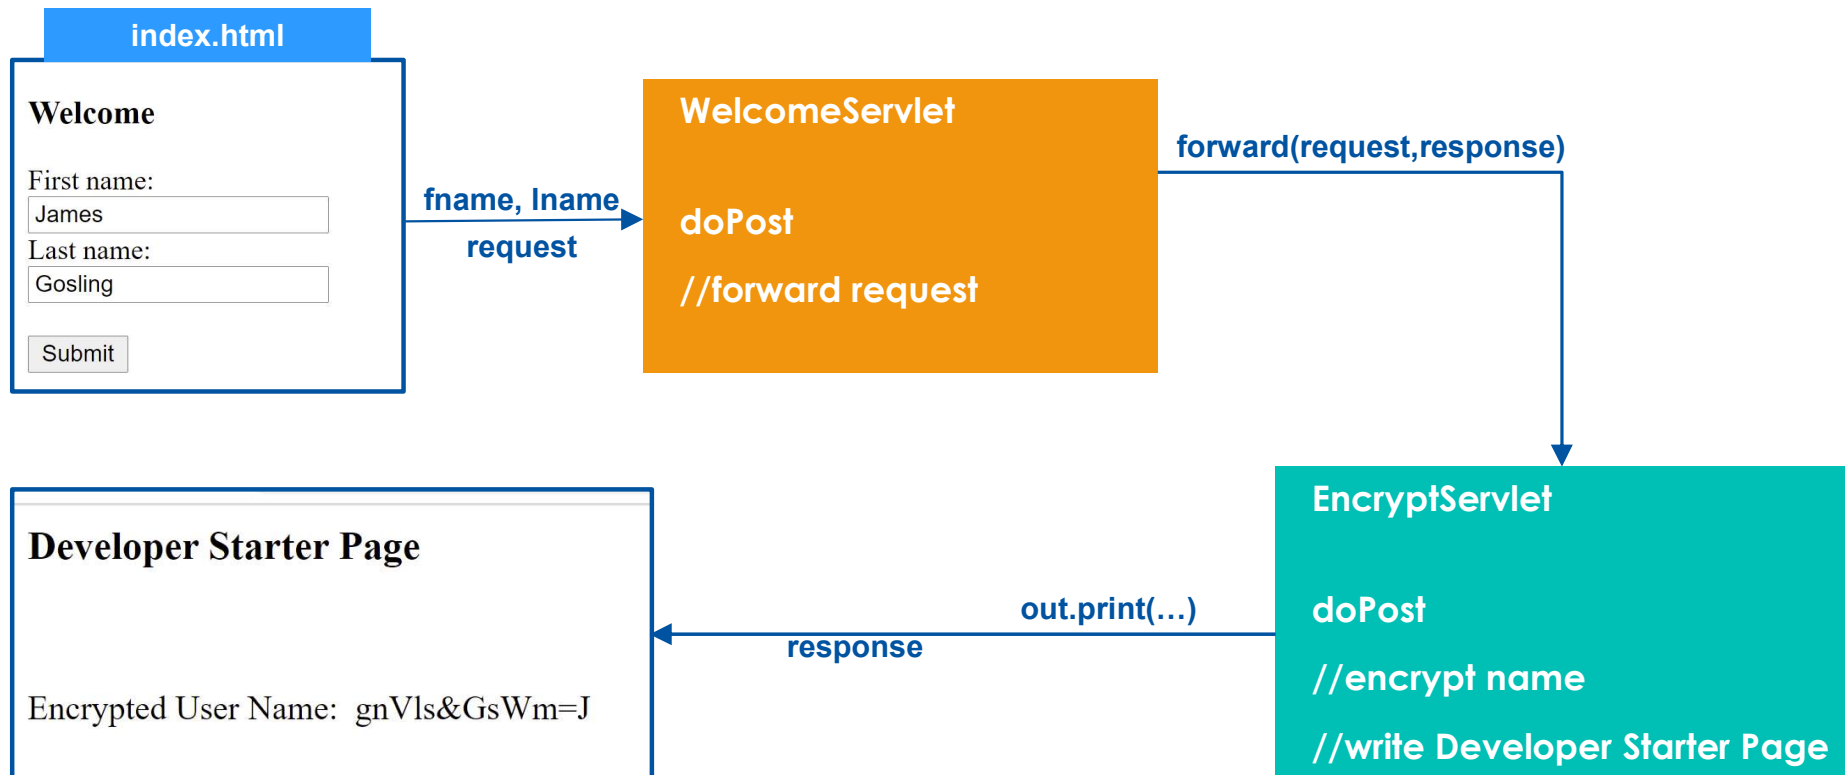 index.html
Welcome
First name:
James
Last name:
Gosling
Submit
fname, lname
request
WelcomeServlet
doPost
//forward request
forward(request,response)
EncryptServlet
doPost
//encrypt name
//write Developer Starter Page
out.print(…)
response
Developer Starter Page
Encrypted User Name: gnVls&GsWm=J